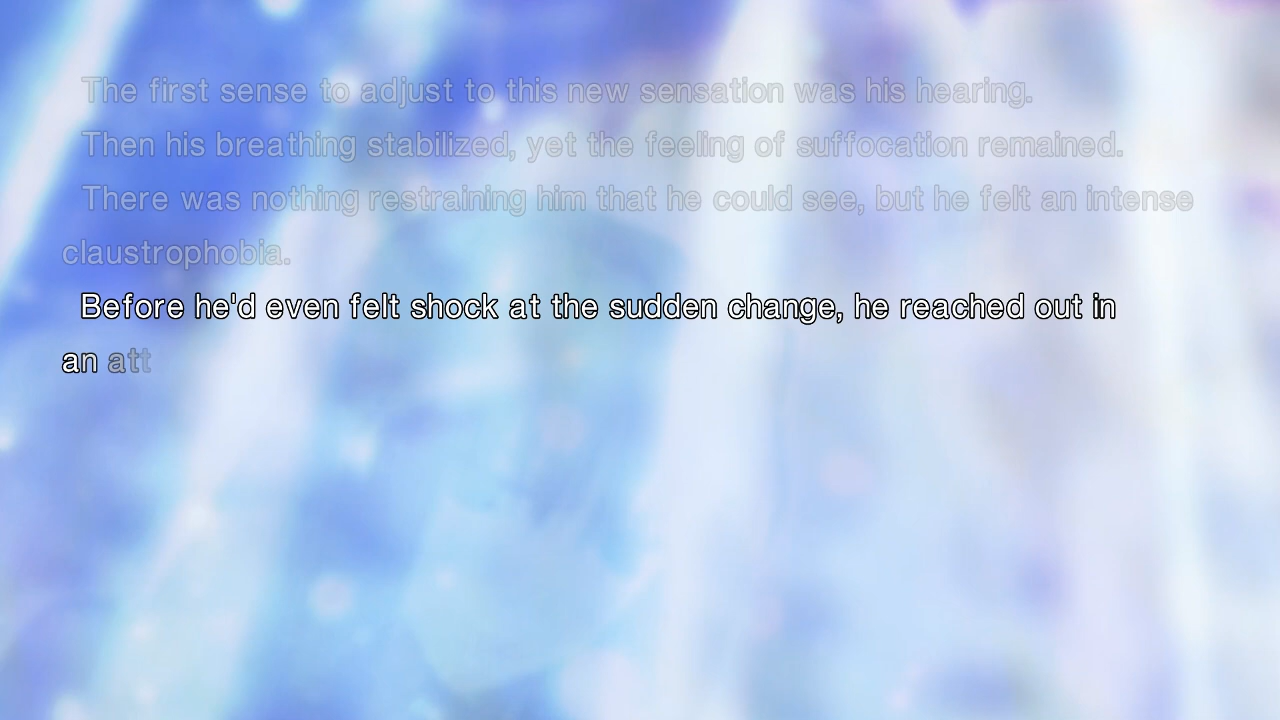 The first sense to adjust to this new sensation was his hearing.
Then his breathing stabilized, yet the feeling of suffocation remained.
There was nothing restraining him that he could see, but he felt an intense
claustrophobia.
Before he'd even felt shock at the sudden change, he reached out in
an att